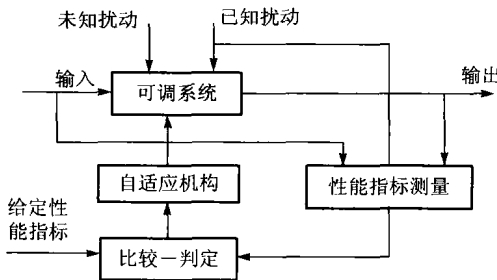 未知扰动
已知扰动
输入
可调系统
输出
自适应机构
性能指标测量
给定性
能指标
比较一判定